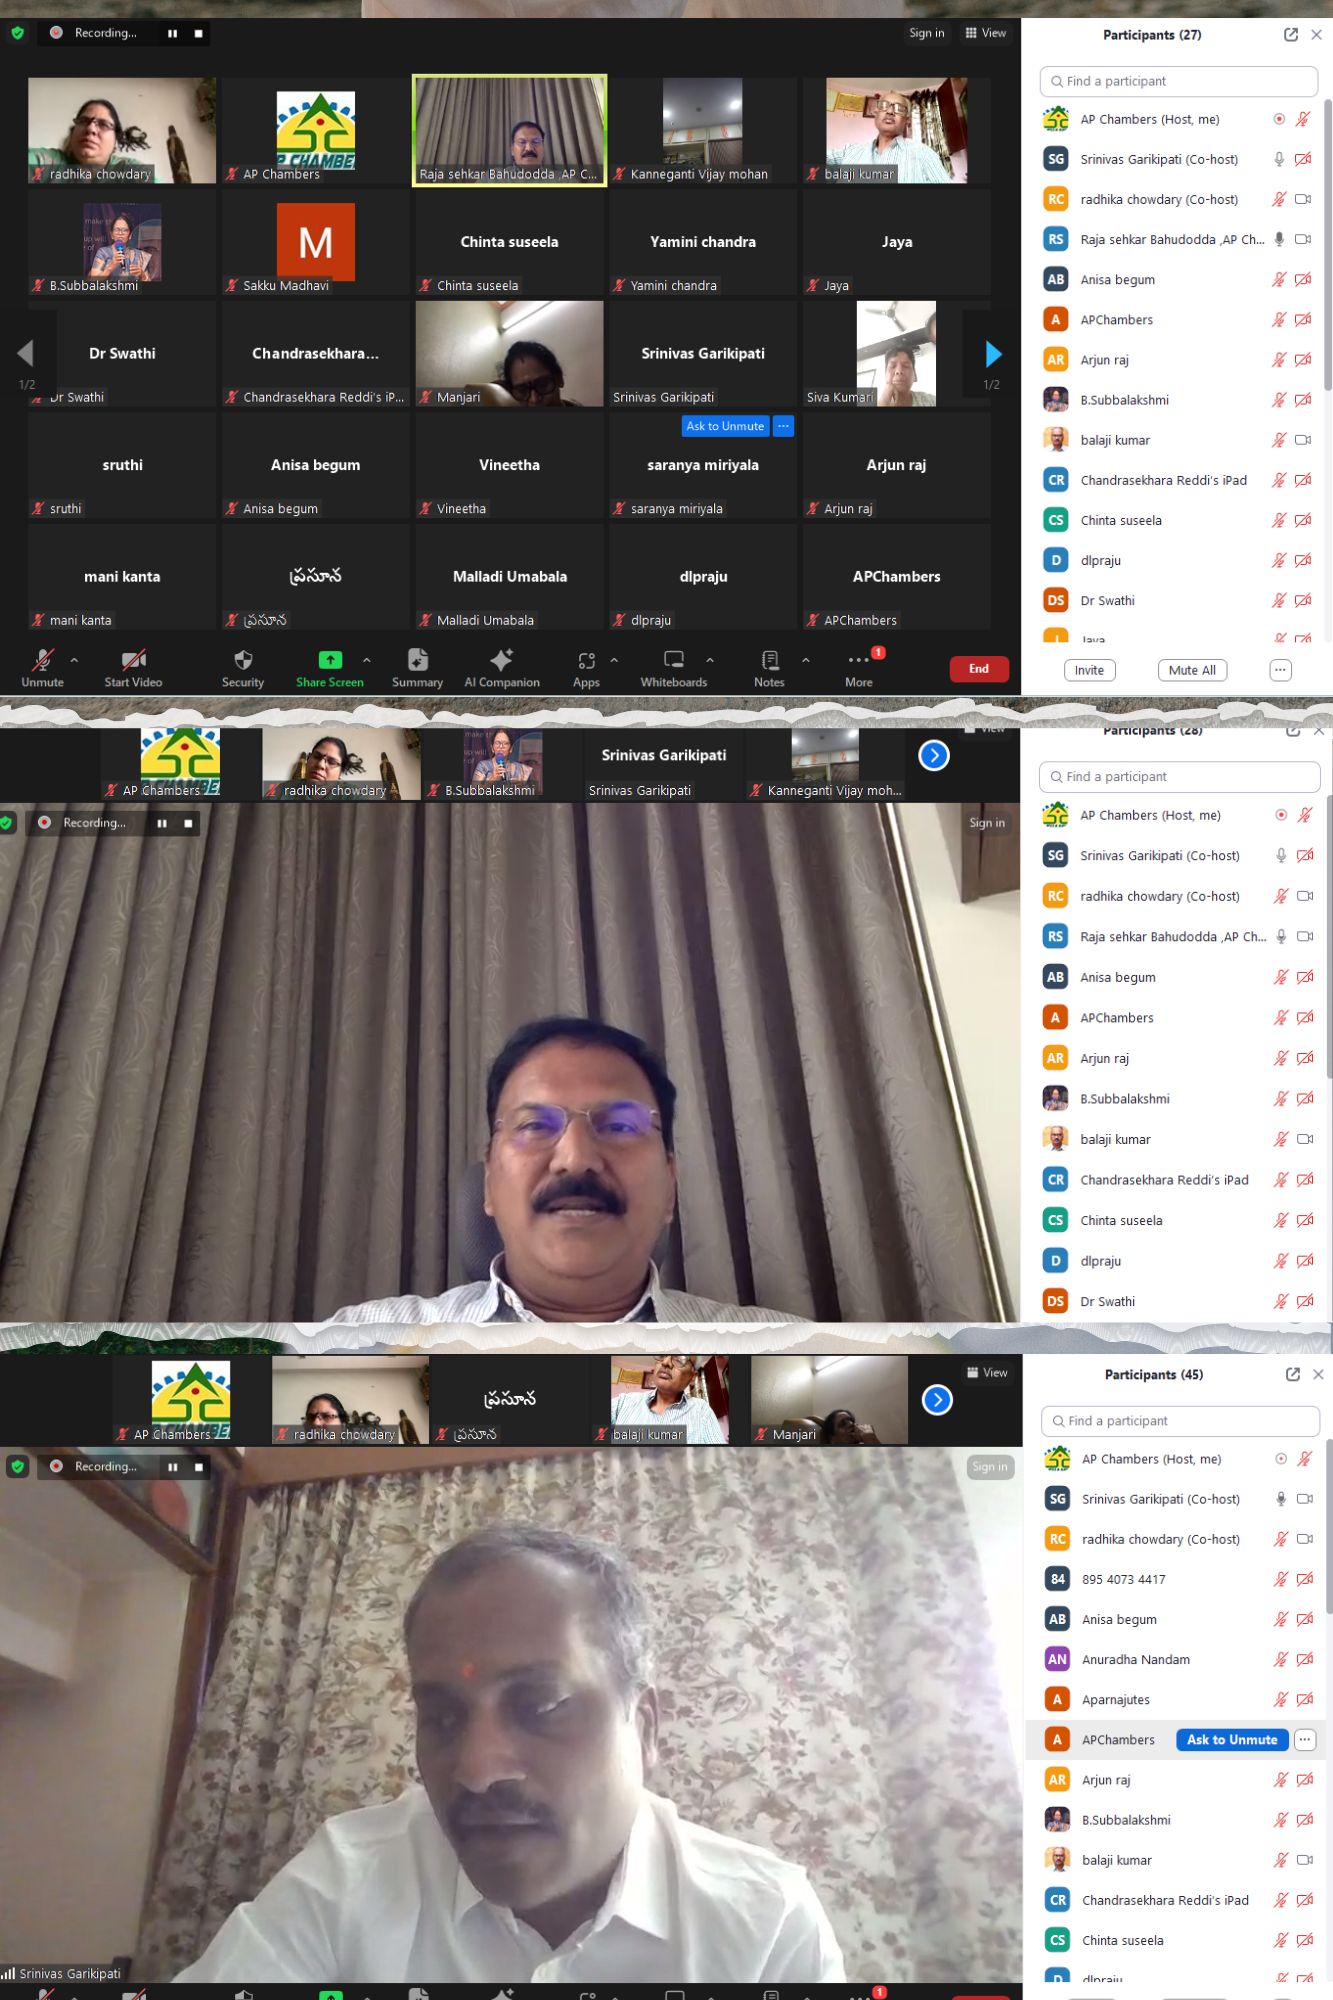 Recording...
Sign in
View
radhika chowdary
P CHAMBE
AP Chambers
Raja sehkar Bahudodda ,AP C...
Kanneganti Vijay mohan
balaji kumar
B.Subbalakshmi
M
Sakku Madhavi
Chinta suseela
Chinta suseela
Yamini chandra
Yamini chandra
Jaya
Jaya
1/2
Dr Swathi
Dr Swathi
Chandrasekhara...
Chandrasekhara Reddi's iP...
Manjari
Srinivas Garikipati
Srinivas Garikipati
Siva Kumari
1/2
sruthi
sruthi
Anisa begum
Anisa begum
Vineetha
Vineetha
Ask to Unmute
...
saranya miriyala
saranya miriyala
Arjun raj
Arjun raj
mani kanta
mani kanta
ప్రసూన
ప్రసూన
Malladi Umabala
Malladi Umabala
dlpraju
dlpraju
APChambers
APChambers
Unmute
Start Video
Security
Share Screen
Summary
AI Companion
Apps
Whiteboards
Notes
1
More
End
Participants (27)
Find a participant
AP Chambers (Host, me)
SG Srinivas Garikipati (Co-host)
RC radhika chowdary (Co-host)
RS Raja sehkar Bahudodda ,AP Ch...
AB Anisa begum
A APChambers
AR Arjun raj
B.Subbalakshmi
balaji kumar
CR Chandrasekhara Reddi's iPad
CS Chinta suseela
D dlpraju
DS Dr Swathi
J Jaya
Invite
Mute All
...
AP Chambers
radhika chowdary
B.Subbalakshmi
Srinivas Garikipati
Srinivas Garikipati
Kanneganti Vijay moh...
View
Recording...
Sign in
Participants (28)
Find a participant
AP Chambers (Host, me)
SG Srinivas Garikipati (Co-host)
RC radhika chowdary (Co-host)
RS Raja sehkar Bahudodda ,AP Ch...
AB Anisa begum
A APChambers
AR Arjun raj
B.Subbalakshmi
balaji kumar
CR Chandrasekhara Reddi's iPad
CS Chinta suseela
D dlpraju
DS Dr Swathi
AP Chambers
radhika chowdary
ప్రసూన
ప్రసూన
balaji kumar
Manjari
View
Recording...
Sign in
Srinivas Garikipati
1
Participants (45)
Find a participant
AP Chambers (Host, me)
SG Srinivas Garikipati (Co-host)
RC radhika chowdary (Co-host)
84 895 4073 4417
AB Anisa begum
AN Anuradha Nandam
A Aparnajutes
A APChambers Ask to Unmute ...
AR Arjun raj
B.Subbalakshmi
balaji kumar
CR Chandrasekhara Reddi's iPad
CS Chinta suseela
D dlpraju